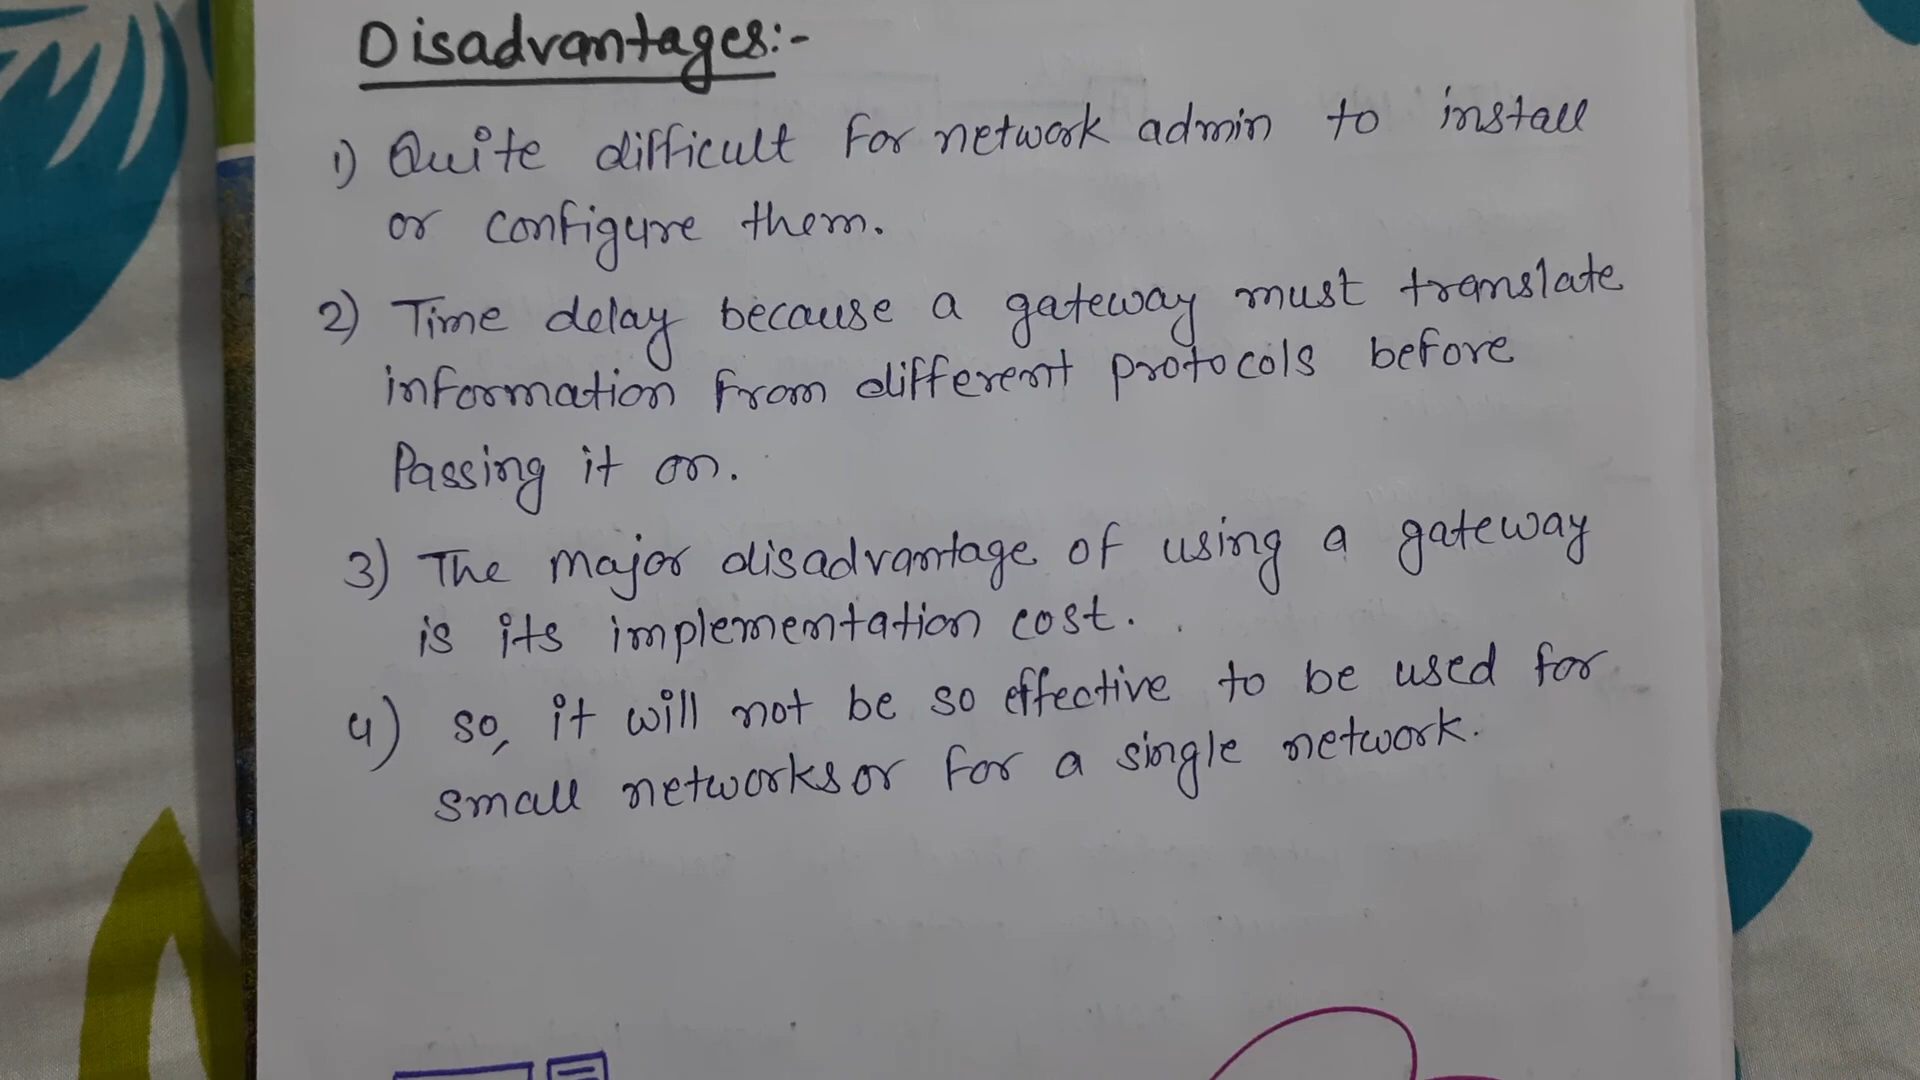 Disadvantages:-
1) Quite difficult for network admin to install
or configure them.
2) Time delay because a gateway must translate
information from different protocols before
Passing it on.
3) The major disadvantage of using a gateway
is its implementation cost.
4) so, it will not be so effective to be used for
small networks or for a single network.